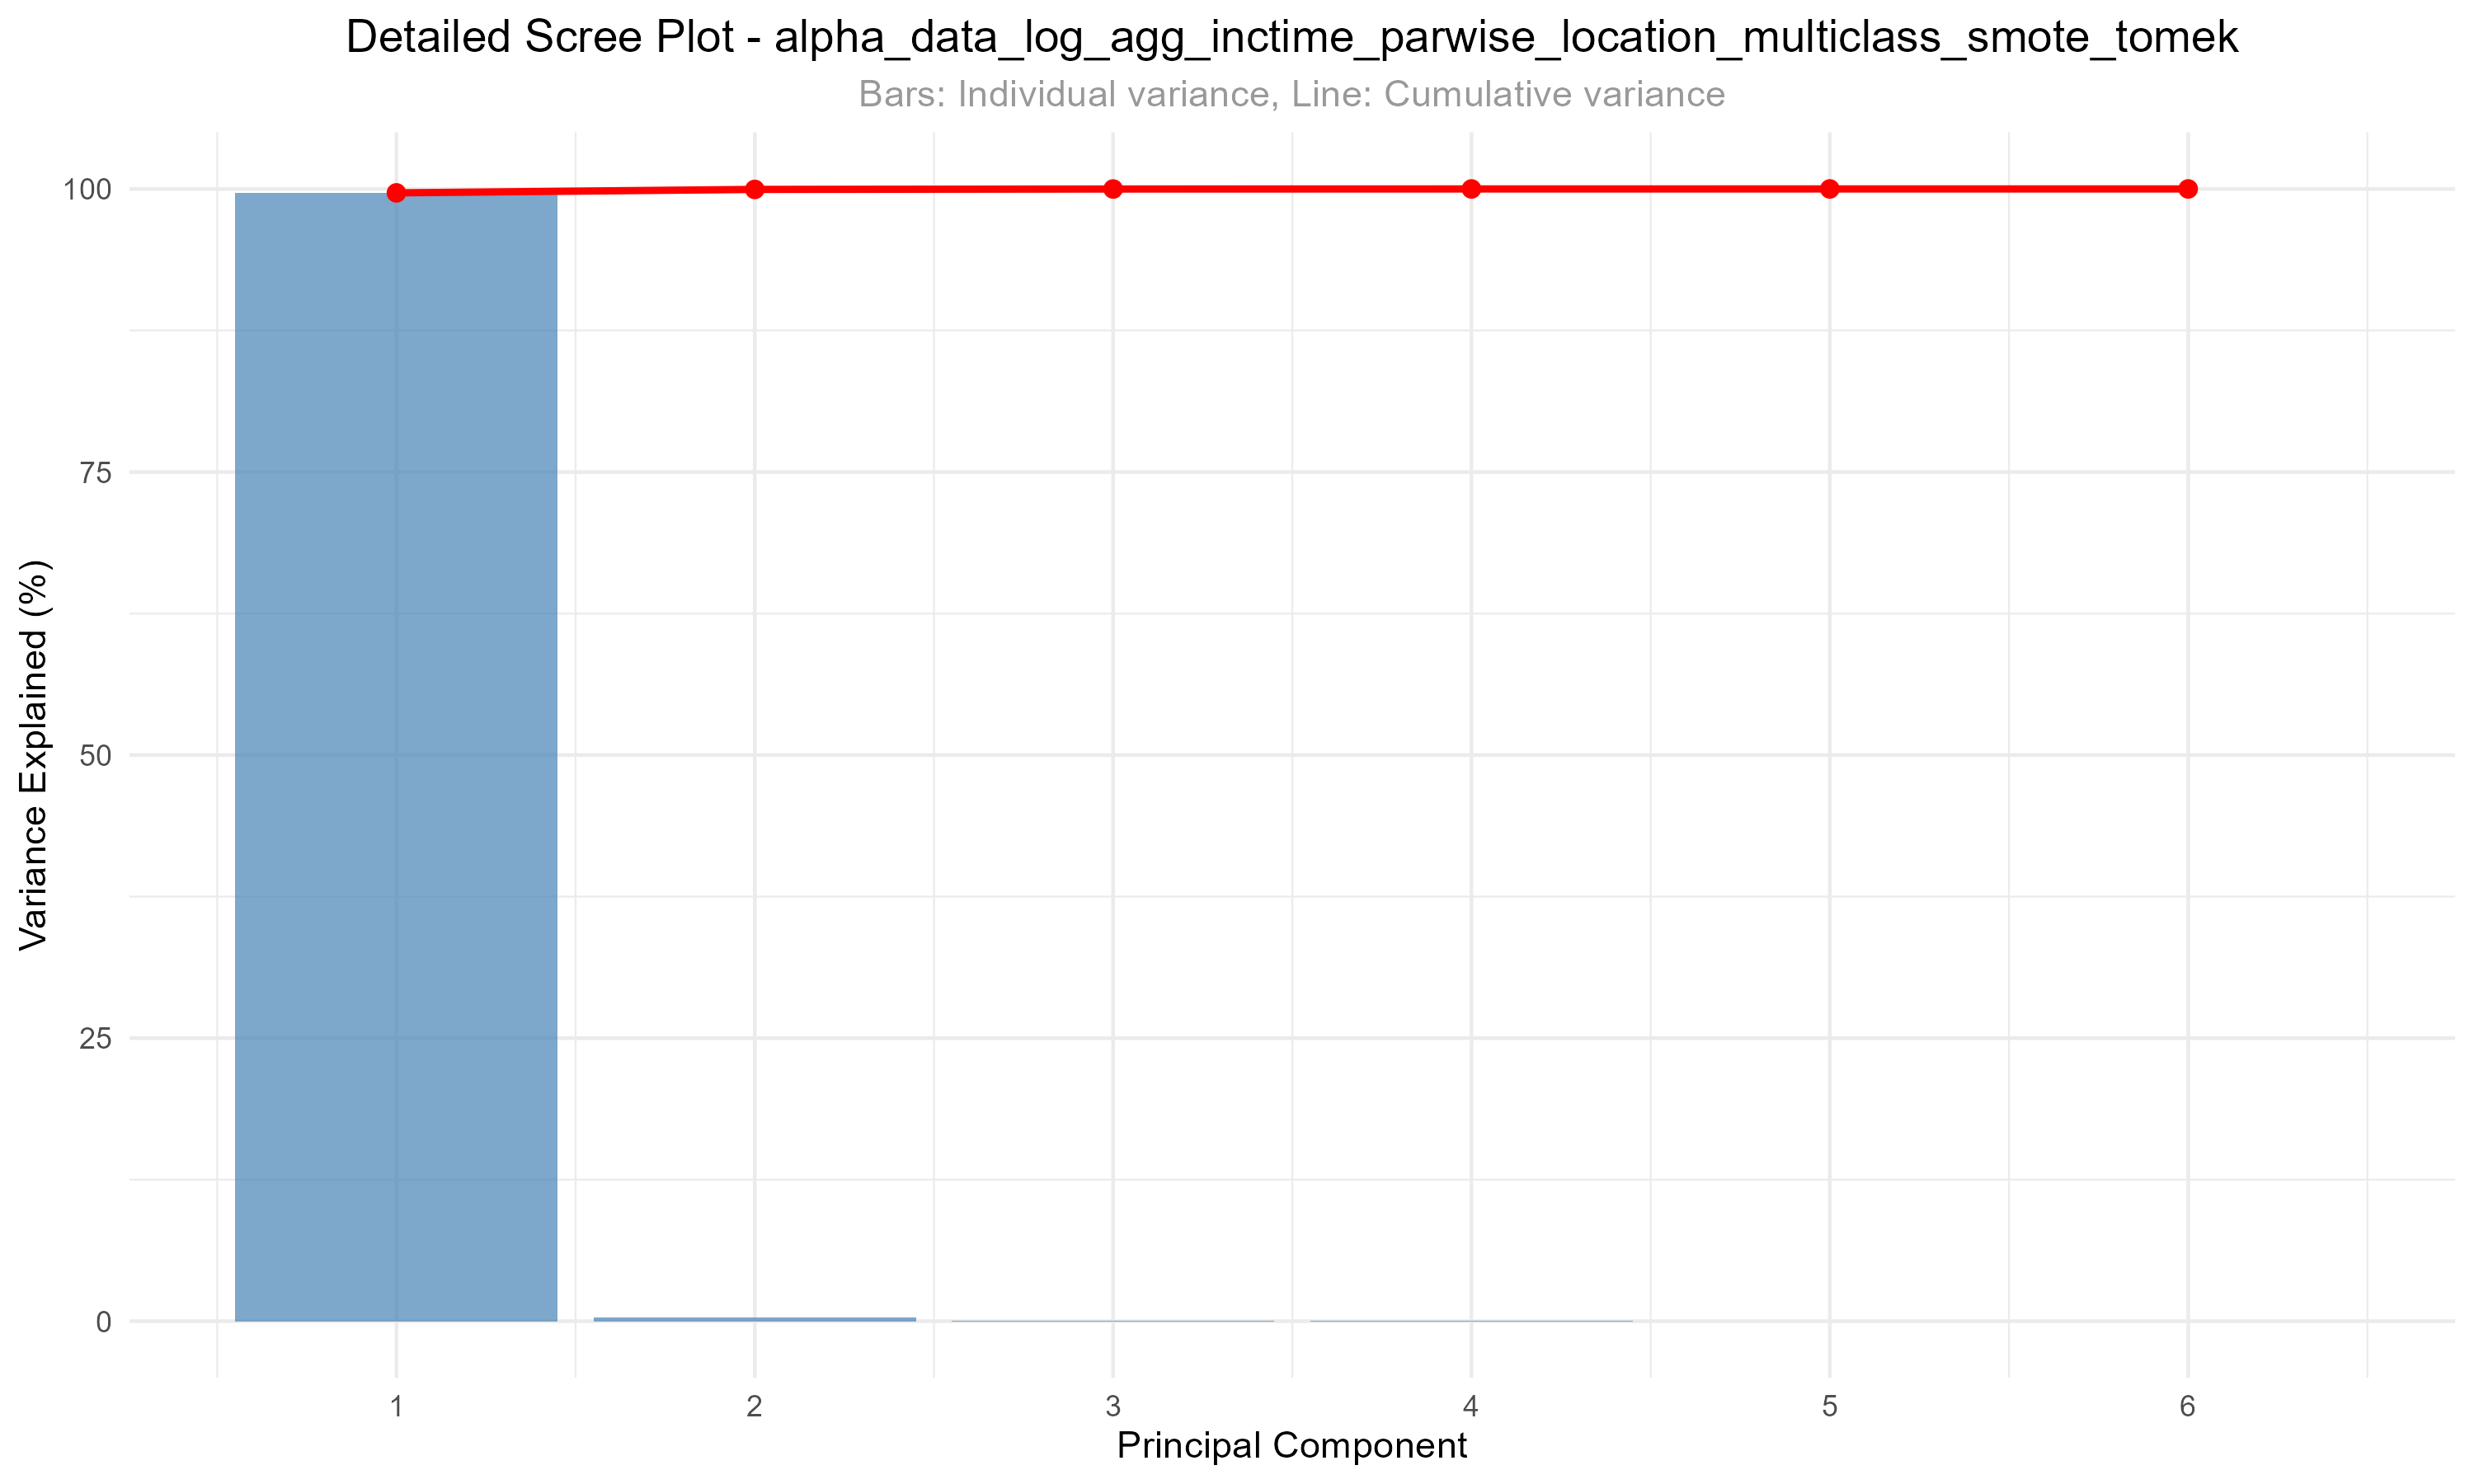 Detailed Scree Plot - alpha_data_log_agg_inctime_parwise_location_multiclass_smote_tomek
Bars: Individual variance, Line: Cumulative variance
Variance Explained (%)
100
75
50
25
0
1 2 3 4 5 6
Principal Component